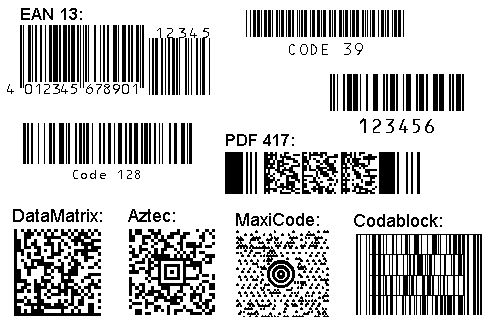 EAN 13:
12345
4 012345 678901
CODE 39
123456
Code 128
PDF 417:
DataMatrix:
Aztec:
MaxiCode:
Codablock: